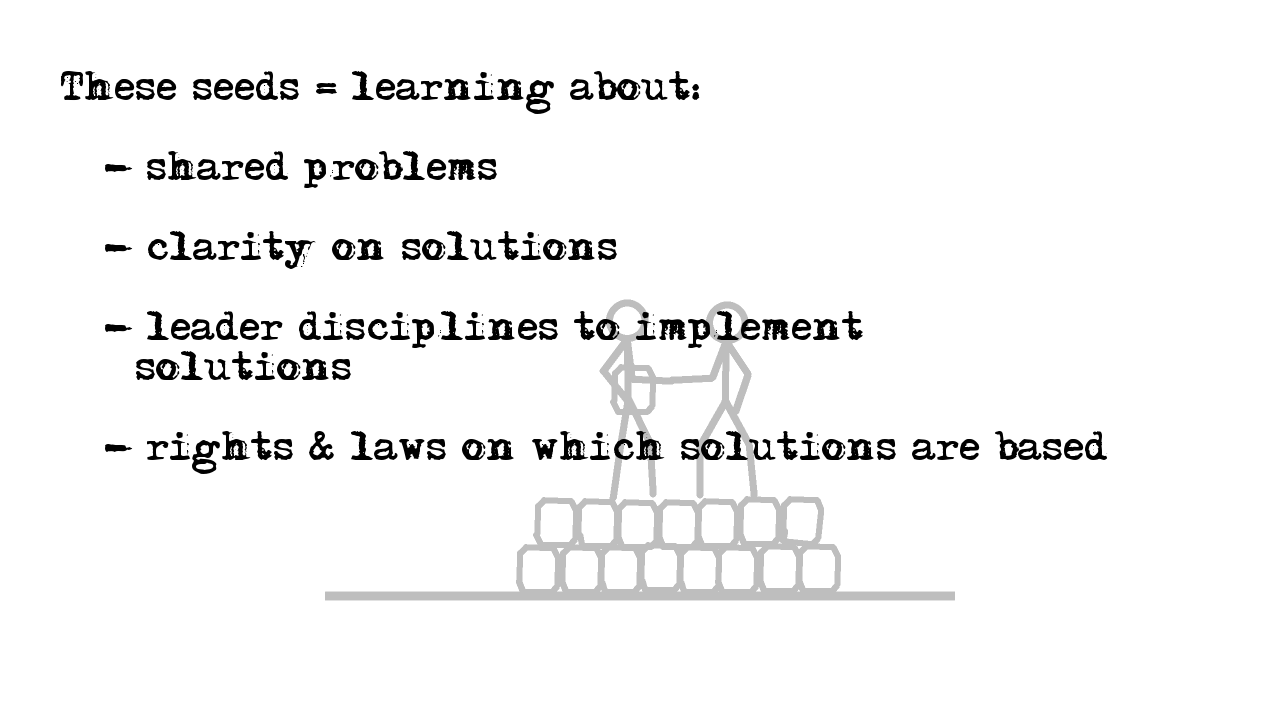 These seeds = learning about:
- shared problems
- clarity on solutions
- leader disciplines to implement
solutions
- rights & laws on which solutions are based